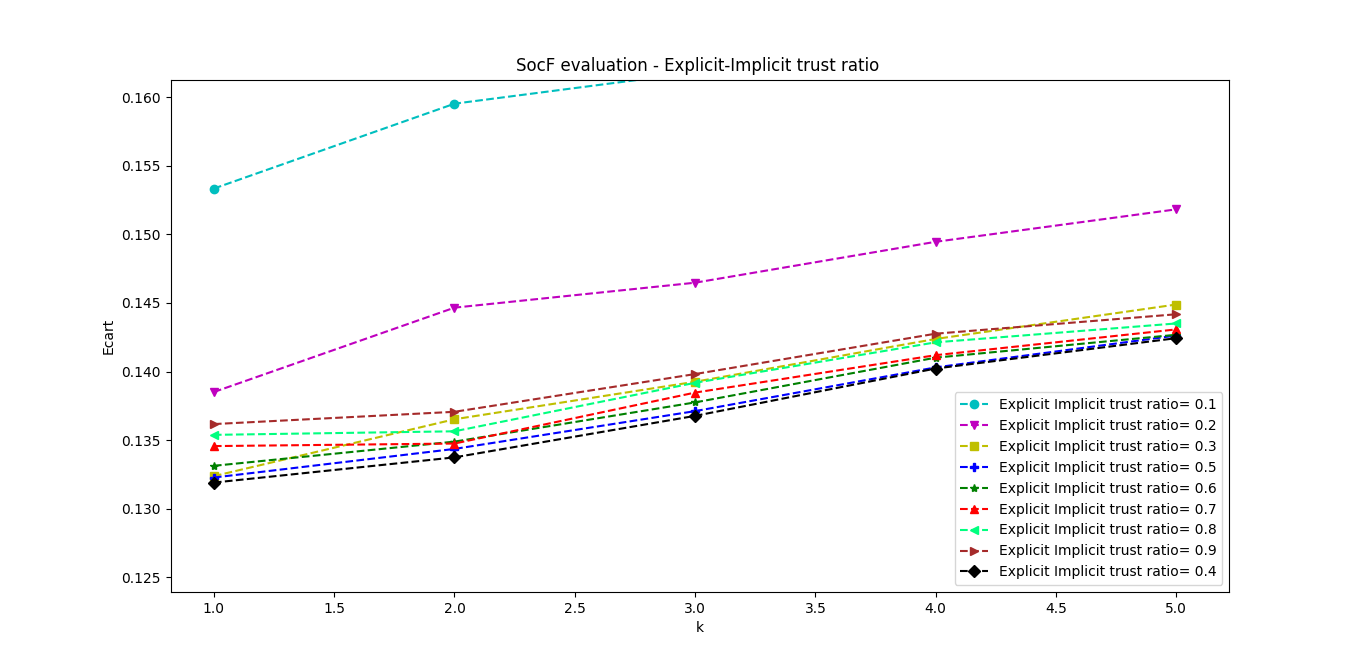 SocF evaluation - Explicit-Implicit trust ratio
0.160
0.155
0.150
0.145
0.140
0.135
0.130
0.125
Ecart
1.0 1.5 2.0 2.5 3.0 3.5 4.0 4.5 5.0
k
Explicit Implicit trust ratio= 0.1
Explicit Implicit trust ratio= 0.2
Explicit Implicit trust ratio= 0.3
Explicit Implicit trust ratio= 0.5
Explicit Implicit trust ratio= 0.6
Explicit Implicit trust ratio= 0.7
Explicit Implicit trust ratio= 0.8
Explicit Implicit trust ratio= 0.9
Explicit Implicit trust ratio= 0.4